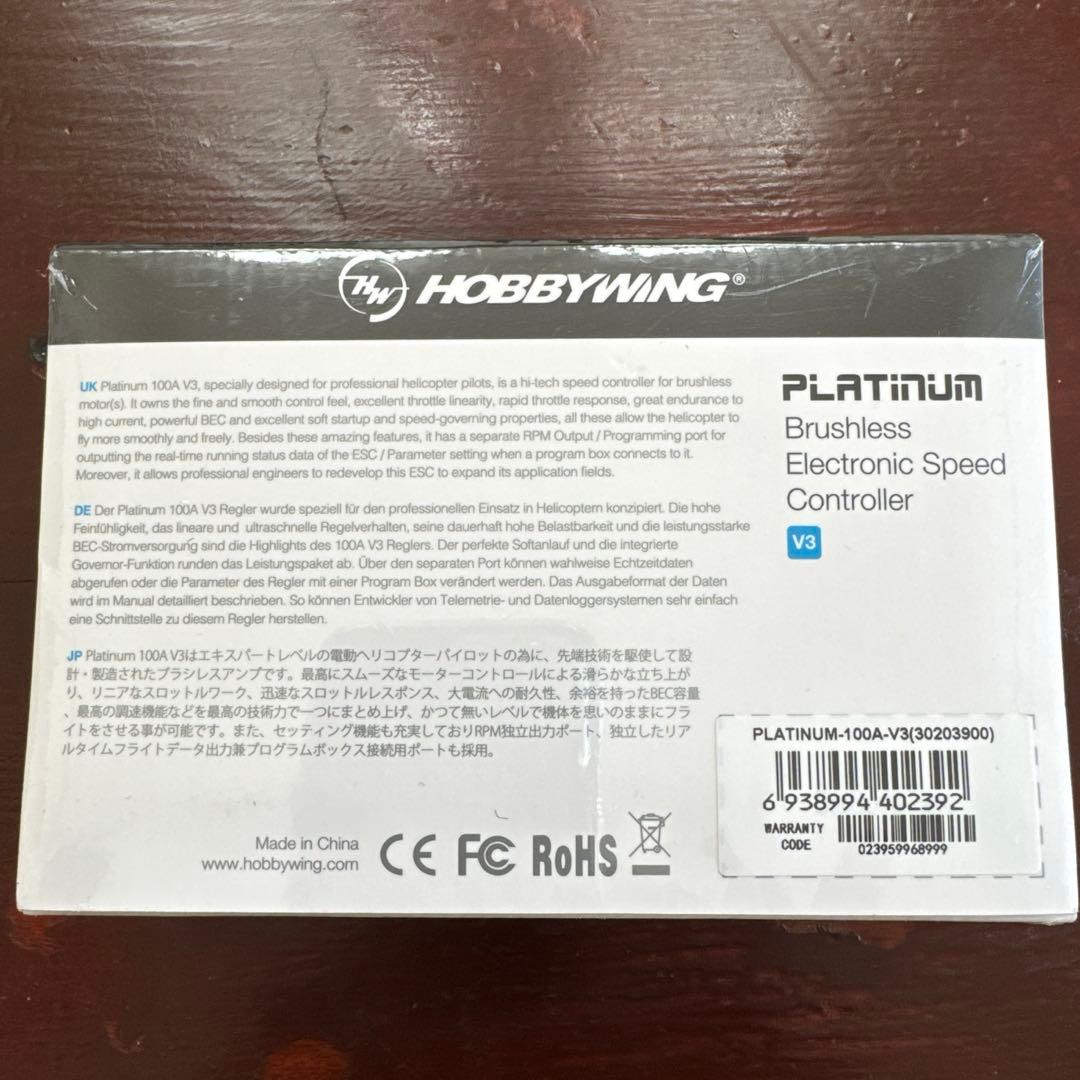 HW HOBBYWING®
UK Platinum 100A V3, specially designed for professional helicopter pilots, is a hi-tech speed controller for brushless
motor(s). It owns the fine and smooth control feel, excellent throttle linearity, rapid throttle response, great endurance to
high current, powerful BEC and excellent soft startup and speed-governing properties, all these allow the helicopter to
fly more smoothly and freely. Besides these amazing features, it has a separate RPM Output / Programming port for
outputting the real-time running status data of the ESC / Parameter setting when a program box connects to it.
Moreover, it allows professional engineers to redevelop this ESC to expand its application fields.
DE Der Platinum 100A V3 Regler wurde speziell für den professionellen Einsatz in Helicoptern konzipiert. Die hohe
Feinfühligkeit, das lineare und ultraschnelle Regelverhalten, seine dauerhaft hohe Belastbarkeit und die leistungsstarke
BEC-Stromversorgung sind die Highlights des 100A V3 Reglers. Der perfekte Softanlauf und die integrierte
Governor-Funktion runden das Leistungspaket ab. Über den separaten Port können wahlweise Echtzeitdaten
abgerufen oder die Parameter des Regler mit einer Program Box verändert werden. Das Ausgabeformat der Daten
wird im Manual detailliert beschrieben. So können Entwickler von Telemetrie- und Datenloggersystemen sehr einfach
eine Schnittstelle zu diesem Regler herstellen.
JP Platinum 100A V3はエキスパートレベルの電動ヘリコプターパイロットの為に、先端技術を駆使して設
計・製造されたブラシレスアンプです。最高にスムーズなモーターコントロールによる滑らかな立ち上が
り、リニアなスロットルワーク、迅速なスロットルレスポンス、大電流への耐久性、余裕を持ったBEC容量
、最高の調速機能などを最高の技術力で一つにまとめ上げ、かつて無いレベルで機体を思いのままにフラ
イトをさせる事が可能です。また、セッティング機能も充実しておりRPM独立出力ポート、独立したリア
ルタイムフライトデータ出力兼プログラムボックス接続用ポートも採用。
PLATINUM
Brushless
Electronic Speed
Controller
V3
PLATINUM-100A-V3(30203900)
6 938994 402392
WARRANTY
CODE
023959968999
Made in China
www.hobbywing.com
CE FC RoHS